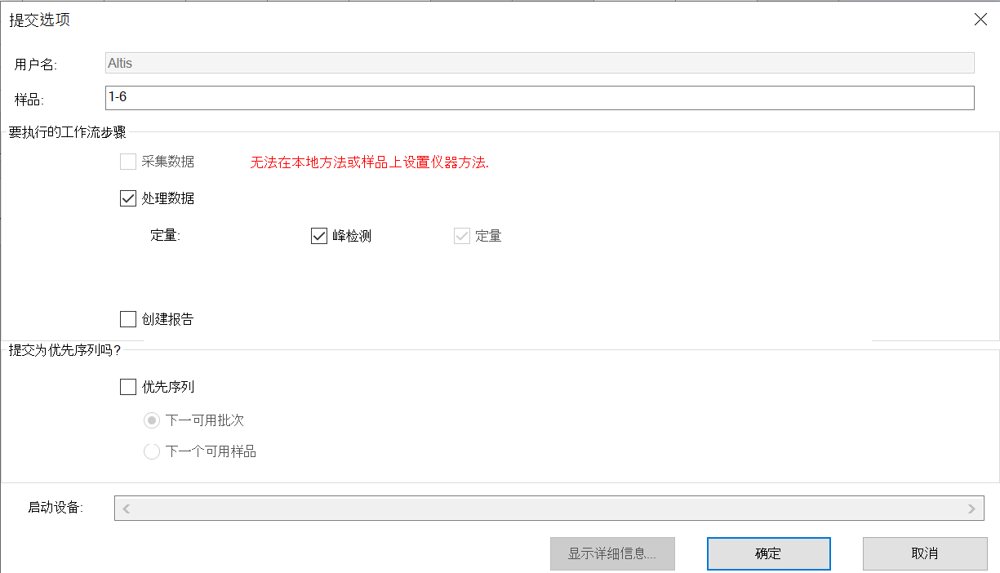 提交选项
用户名: Altis
样品: 1-6
要执行的工作流步骤
采集数据 无法在本地方法或样品上设置仪器方法.
处理数据
定量: 峰检测 定量
创建报告
提交为优先序列吗?
优先序列
下一可用批次
下一个可用样品
启动设备:
显示详细信息... 确定 取消